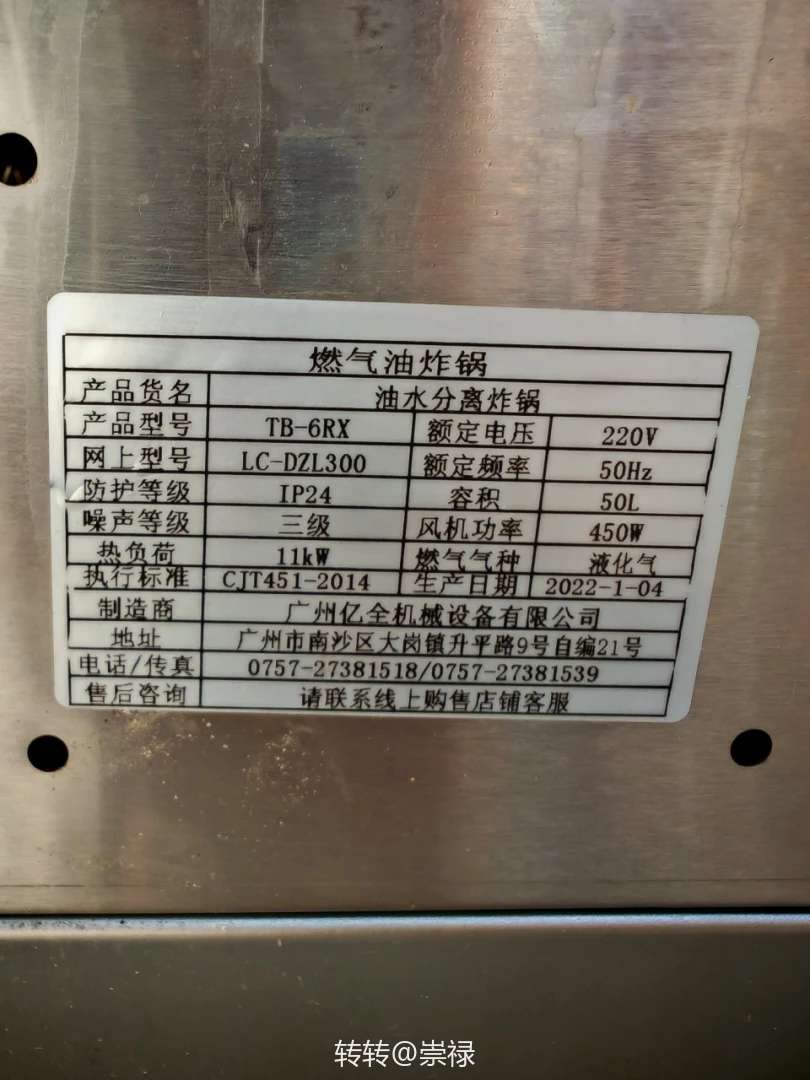 燃气油炸锅
产品货名 油水分离炸锅
产品型号 TB-6RX 额定电压 220V
网上型号 LC-DZL300 额定频率 50Hz
防护等级 IP24 容积 50L
噪声等级 三级 风机功率 450W
热负荷 11kW 燃气气种 液化气
执行标准 CJT451-2014 生产日期 2022-1-04
制造商 广州亿全机械设备有限公司
地址 广州市南沙区大岗镇升平路9号自编21号
电话/传真 0757-27381518/0757-27381539
售后咨询 请联系线上购售店铺客服
转转@崇禄